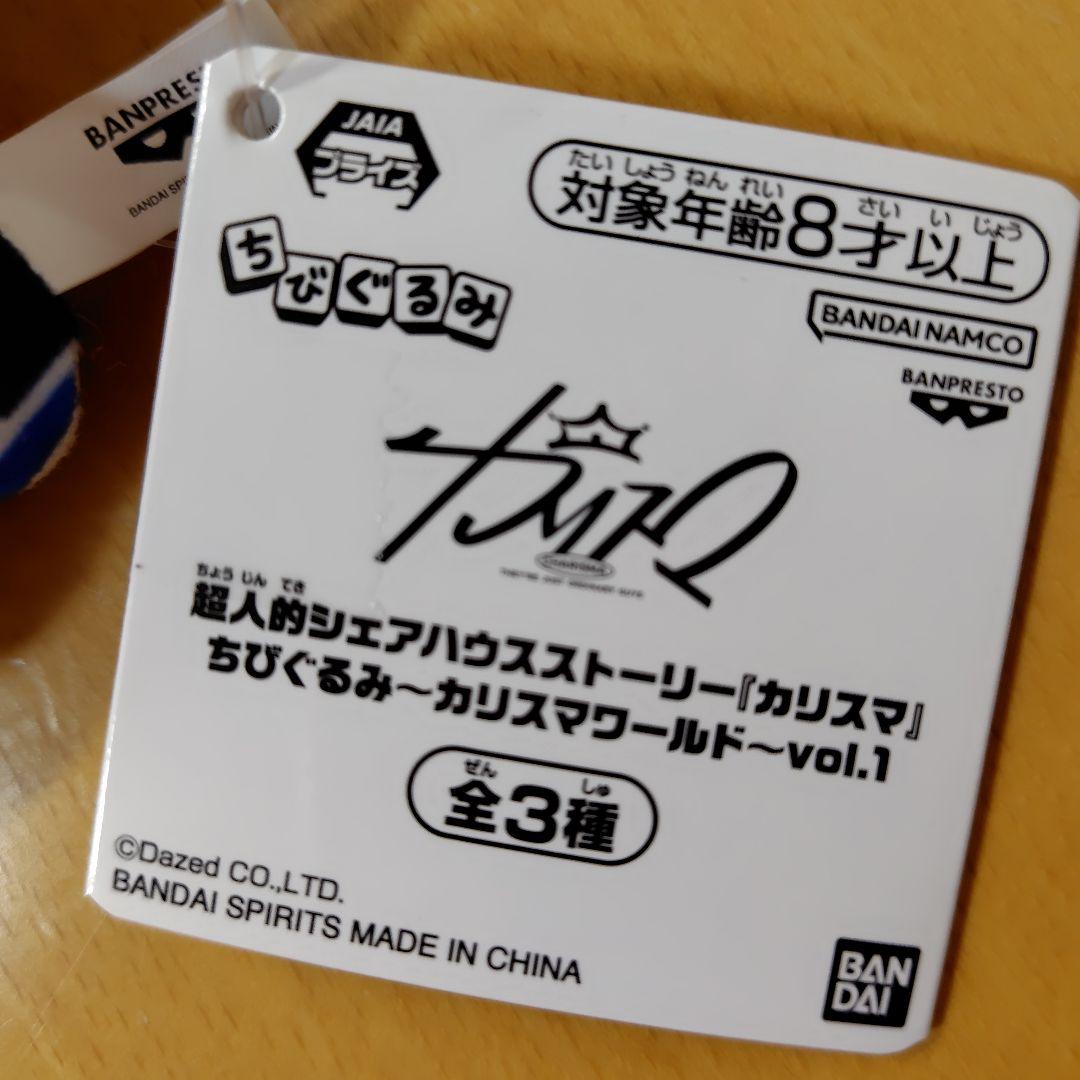 BANPRES
BANDAI SPI
JAIA
プライズ
たいしょうねんれい さいいじょう
対象年齢8才以上
ちびぐるみ
BANDAI NAMCO
BANPRESTO
カリスマ
ちょうじんてき
超人的シェアハウスストーリー『カリスマ』
ちびぐるみ～カリスマワールド～vol.1
ぜん しゅ
全3種
©Dazed CO.,LTD.
BANDAI SPIRITS MADE IN CHINA
BAN
DAI